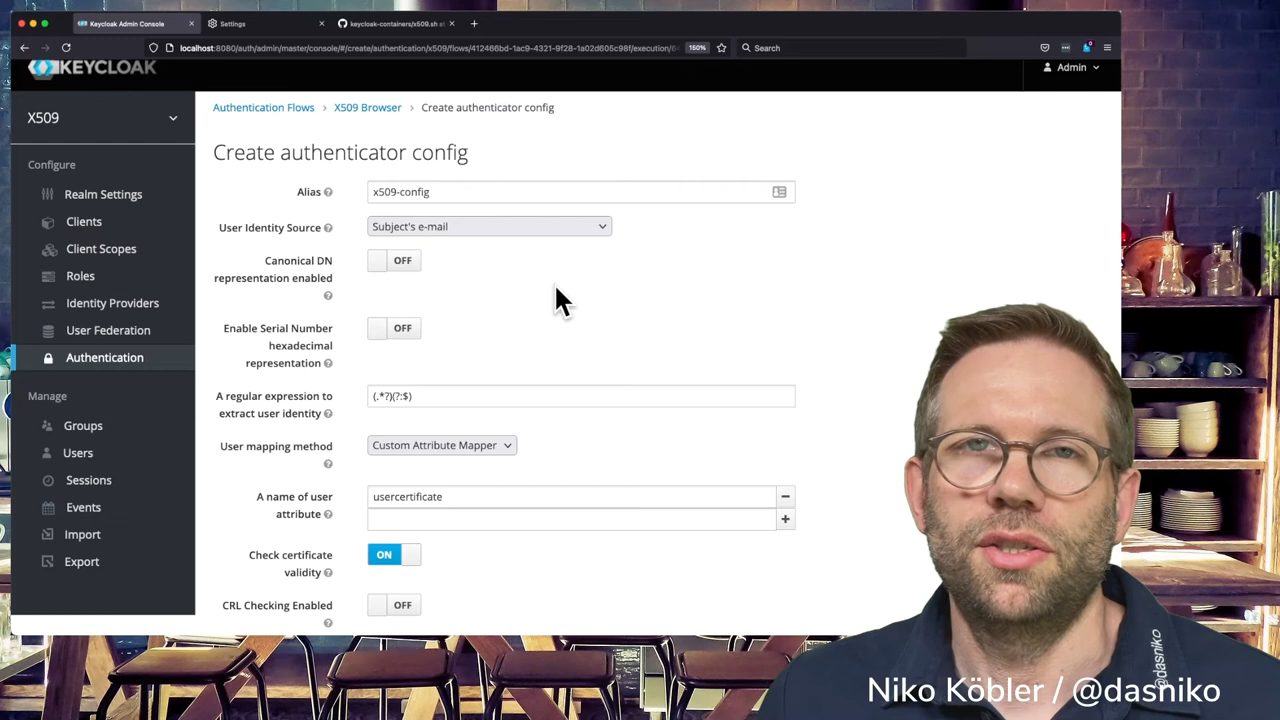 Keycloak Admin Console
Settings
keycloak-containers/x509.sh at
localhost:8080/auth/admin/master/console/#/create/authentication/x509/flows/412466bd-1ac9-4321-9f28-1a02d605c98f/execution/6
150%
Search
KEYCLOAK
Admin
X509
Authentication Flows > X509 Browser > Create authenticator config
Configure
Create authenticator config
Realm Settings
Alias
x509-config
Clients
User Identity Source
Subject's e-mail
Client Scopes
Canonical DN
representation enabled
OFF
Roles
Identity Providers
User Federation
Enable Serial Number
hexadecimal
representation
OFF
Authentication
Manage
A regular expression to
extract user identity
(.*?)(?:$)
Groups
User mapping method
Custom Attribute Mapper
Users
Sessions
A name of user
attribute
usercertificate
Events
Import
Check certificate
validity
ON
Export
CRL Checking Enabled
OFF
@dasniko
Niko Köbler / @dasniko